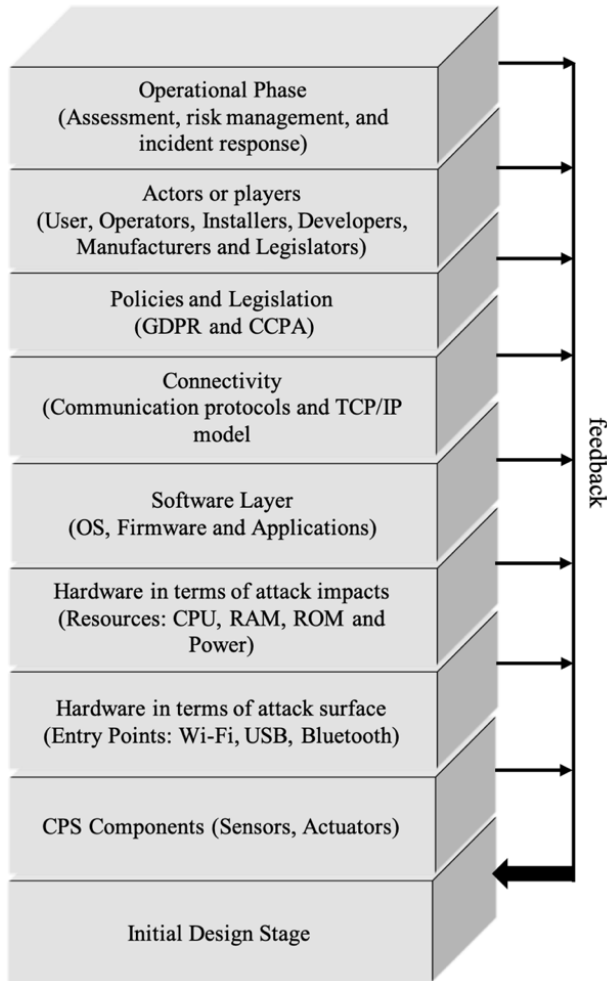 Operational Phase
(Assessment, risk management, and
incident response)
Actors or players
(User, Operators, Installers, Developers,
Manufacturers and Legislators)
Policies and Legislation
(GDPR and CCPA)
Connectivity
(Communication protocols and TCP/IP
model
Software Layer
(OS, Firmware and Applications)
Hardware in terms of attack impacts
(Resources: CPU, RAM, ROM and
Power)
Hardware in terms of attack surface
(Entry Points: Wi-Fi, USB, Bluetooth)
CPS Components (Sensors, Actuators)
Initial Design Stage
feedback